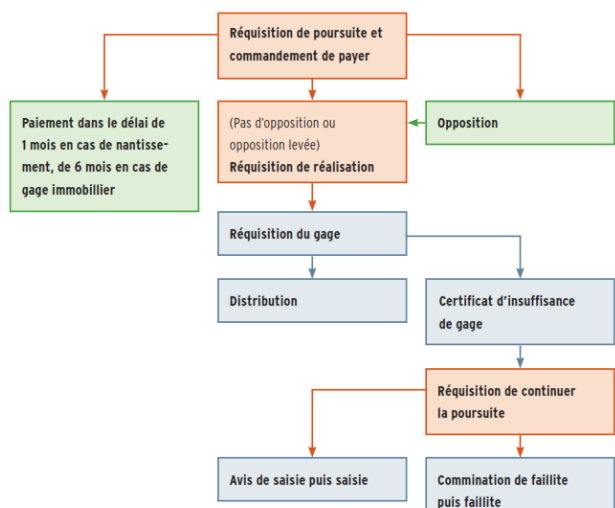 Réquisition de poursuite et
commandement de payer
Paiement dans le délai de
1 mois en cas de nantisse-
ment, de 6 mois en cas de
gage immobillier
(Pas d'opposition ou
opposition levée)
Réquisition de réalisation
Opposition
Réquisition du gage
Distribution
Certificat d'insuffisance
de gage
Réquisition de continuer
la poursuite
Avis de saisie puis saisie
Commination de faillite
puis faillite